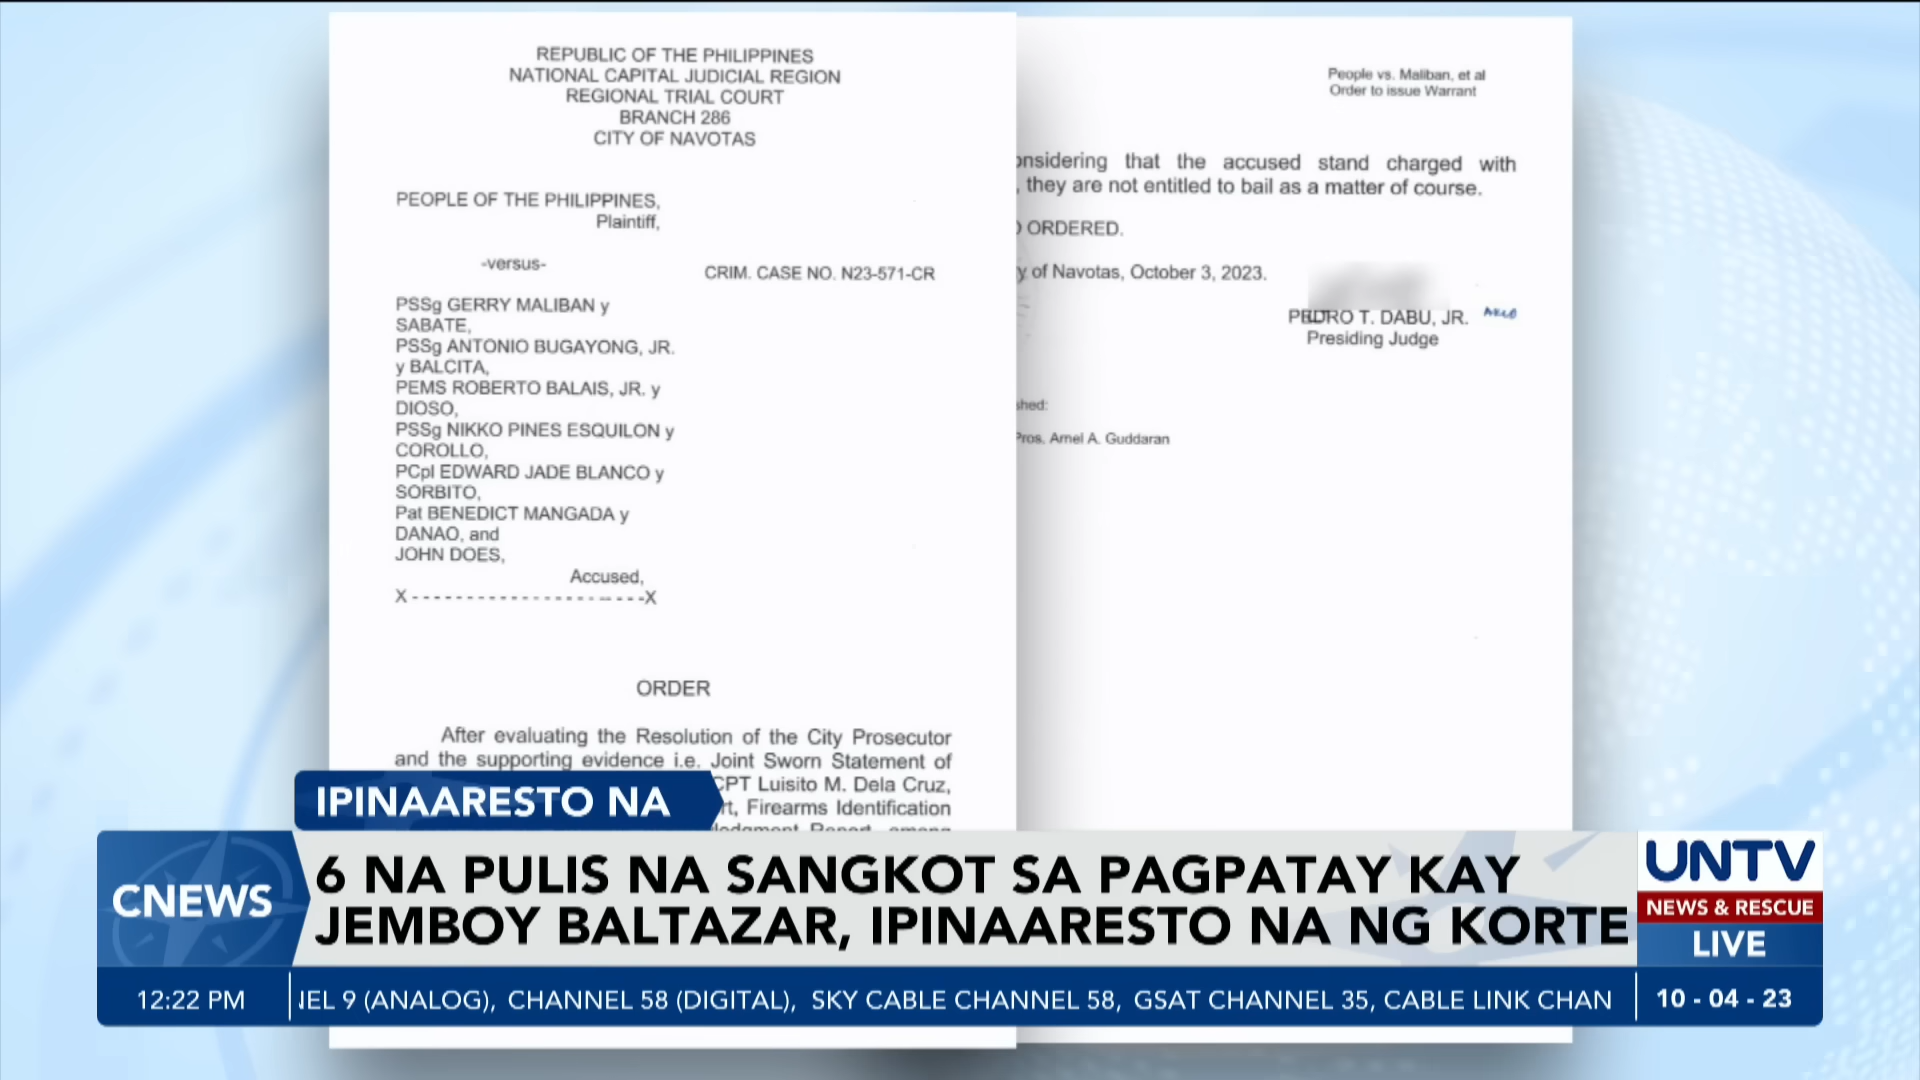 REPUBLIC OF THE PHILIPPINES
NATIONAL CAPITAL JUDICIAL REGION
REGIONAL TRIAL COURT
BRANCH 286
CITY OF NAVOTAS
PEOPLE OF THE PHILIPPINES,
Plaintiff,
-versus-
CRIM. CASE NO. N23-571-CR
PSSg GERRY MALIBAN y
SABATE,
PSSg ANTONIO BUGAYONG, JR.
y BALCITA,
PEMS ROBERTO BALAIS, JR. y
DIOSO,
PSSg NIKKO PINES ESQUILON y
COROLLO,
PCpl EDWARD JADE BLANCO y
SORBITO,
Pat BENEDICT MANGADA y
DANAO, and
JOHN DOES,
Accused,
X - - - - - - - - - - - - - - - - - - - - - -X
ORDER
After evaluating the Resolution of the City Prosecutor
and the supporting evidence i.e. Joint Sworn Statement of
CPT Luisito M. Dela Cruz,
rt, Firearms Identification
People vs. Maliban, et al
Order to issue Warrant
onsidering that the accused stand charged with
, they are not entitled to bail as a matter of course.
ORDERED.
y of Navotas, October 3, 2023.
PEDRO T. DABU, JR.
Presiding Judge
shed:
Pros. Arnel A. Guddaran
IPINAARESTO NA
CNEWS
6 NA PULIS NA SANGKOT SA PAGPATAY KAY
JEMBOY BALTAZAR, IPINAARESTO NA NG KORTE
UNTV
NEWS & RESCUE
LIVE
12:22 PM
NEL 9 (ANALOG), CHANNEL 58 (DIGITAL), SKY CABLE CHANNEL 58, GSAT CHANNEL 35, CABLE LINK CHAN
10 - 04 - 23